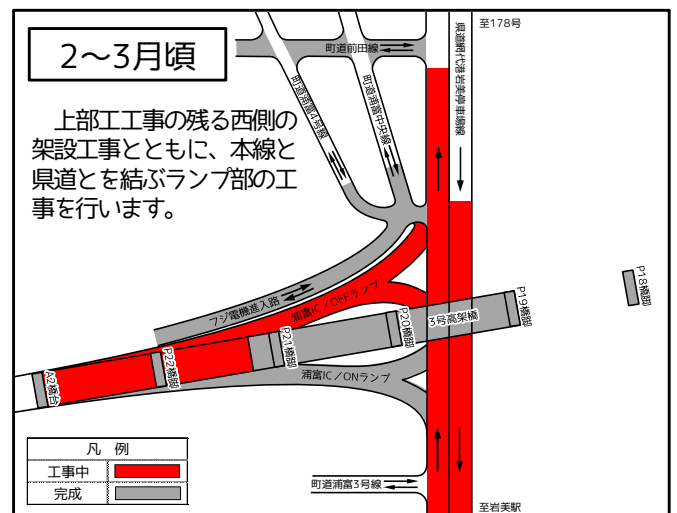 2～3月頃
上部工工事の残る西側の
架設工事とともに、本線と
県道とを結ぶランプ部の工
事を行います。
至178号
県道網代港岩美停車場線
町道前田線
町道浦富4号線
町道浦富中央線
フジ電機進入路
浦富IC／OFFランプ
P18橋脚
P19橋脚
3号高架橋
P20橋脚
P21橋脚
P22橋脚
A2橋台
浦富IC／ONランプ
凡 例
工事中
完成
町道浦富3号線
至岩美駅